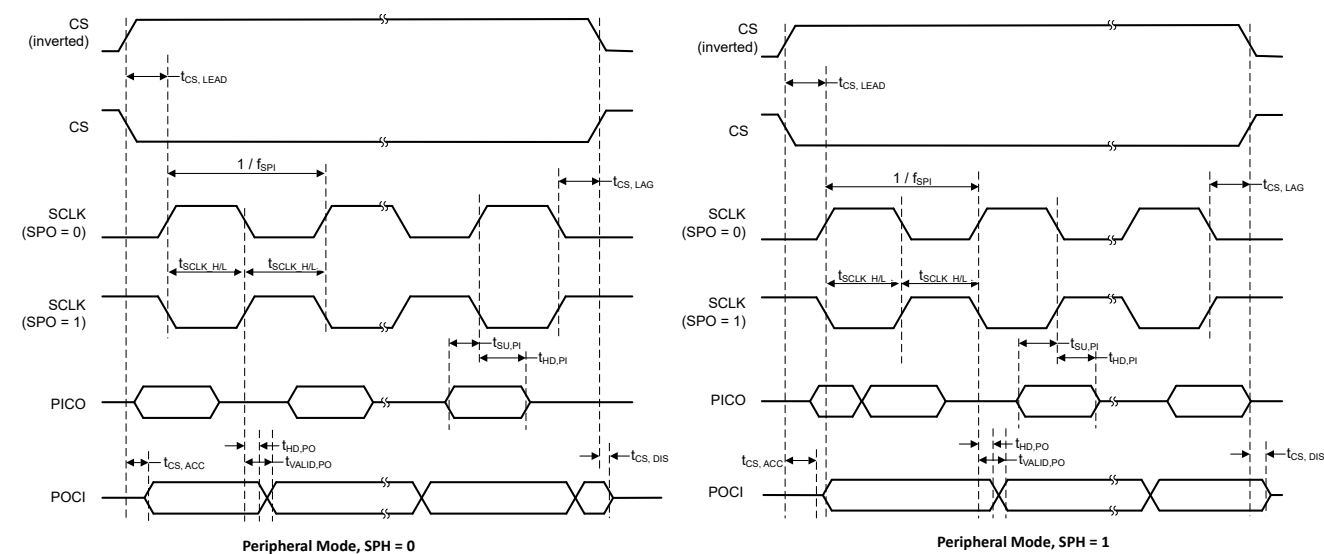 CS
(inverted)
tCS, LEAD
CS
1 / fSPI
tCS, LAG
SCLK
(SPO = 0)
tSCLK_H/L
tSCLK_H/L
SCLK
(SPO = 1)
tSU,PI
tHD,PI
PICO
tHD,PO
tVALID,PO
tCS, ACC
tCS, DIS
POCI
Peripheral Mode, SPH = 0
CS
(inverted)
tCS, LEAD
CS
1 / fSPI
tCS, LAG
SCLK
(SPO = 0)
tSCLK_H/L
tSCLK_H/L
SCLK
(SPO = 1)
tSU,PI
tHD,PI
PICO
tHD,PO
tVALID,PO
tCS, ACC
tCS, DIS
POCI
Peripheral Mode, SPH = 1